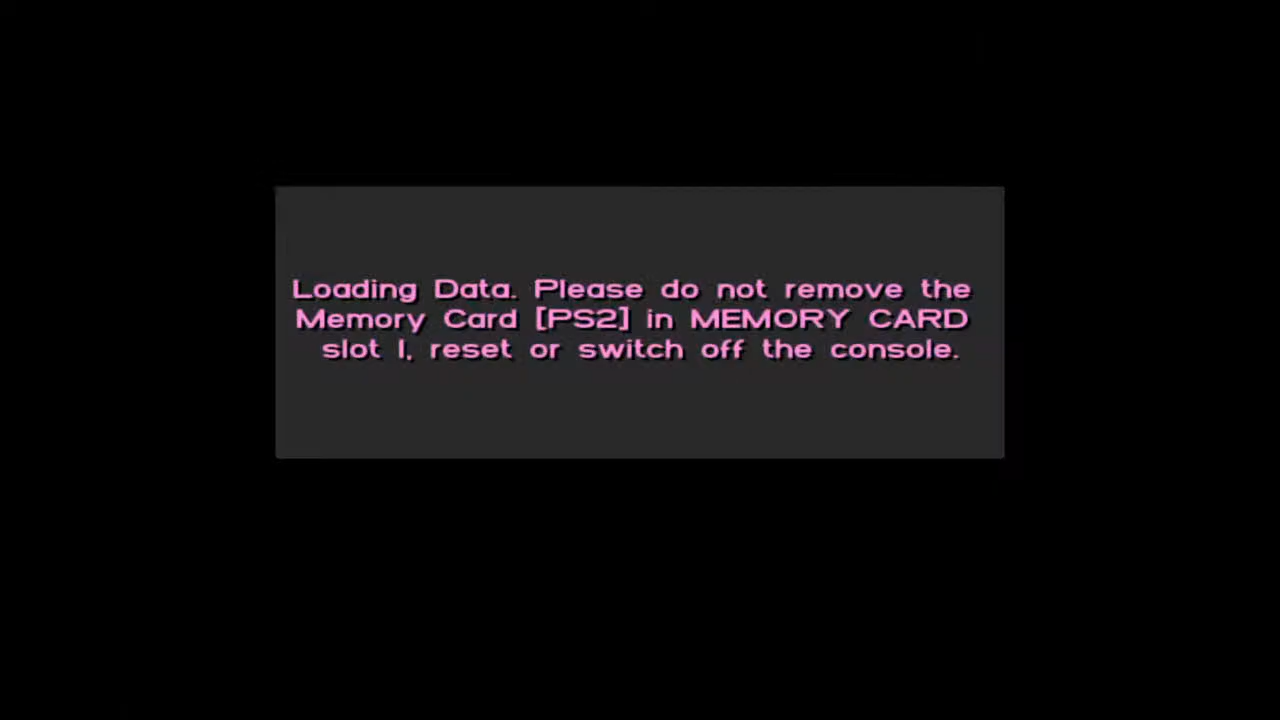 Loading Data. Please do not remove the
Memory Card [PS2] in MEMORY CARD
slot 1, reset or switch off the console.